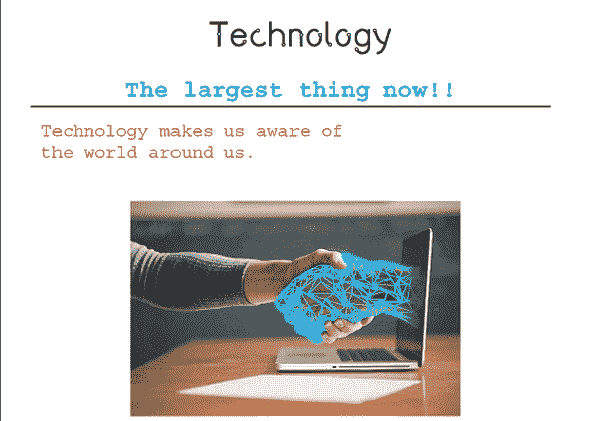 Technology
The largest thing now!!
Technology makes us aware of
the world around us.